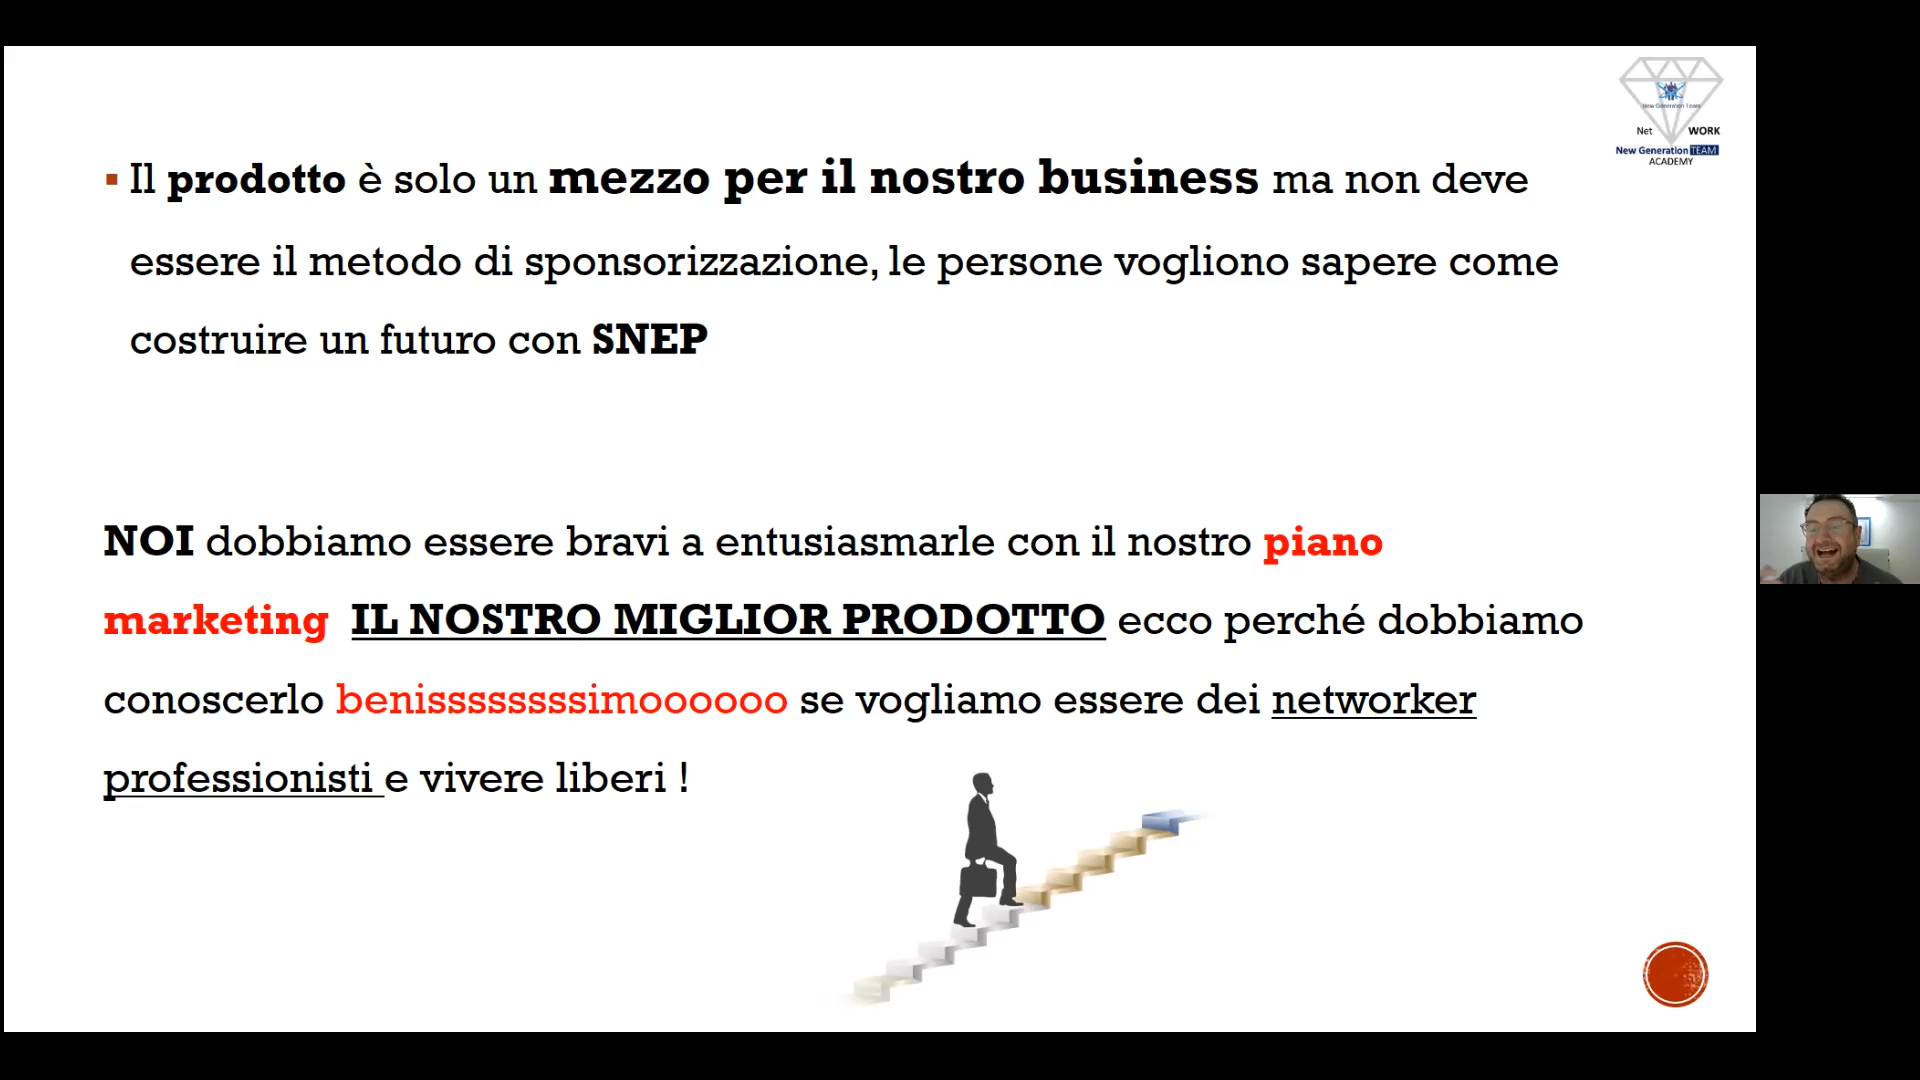 New Generation Team
Net WORK
New Generation TEAM
ACADEMY
▪ Il prodotto è solo un mezzo per il nostro business ma non deve
essere il metodo di sponsorizzazione, le persone vogliono sapere come
costruire un futuro con SNEP
NOI dobbiamo essere bravi a entusiasmarle con il nostro piano
marketing IL NOSTRO MIGLIOR PRODOTTO ecco perché dobbiamo
conoscerlo benissssssssimoooooo se vogliamo essere dei networker
professionisti e vivere liberi !